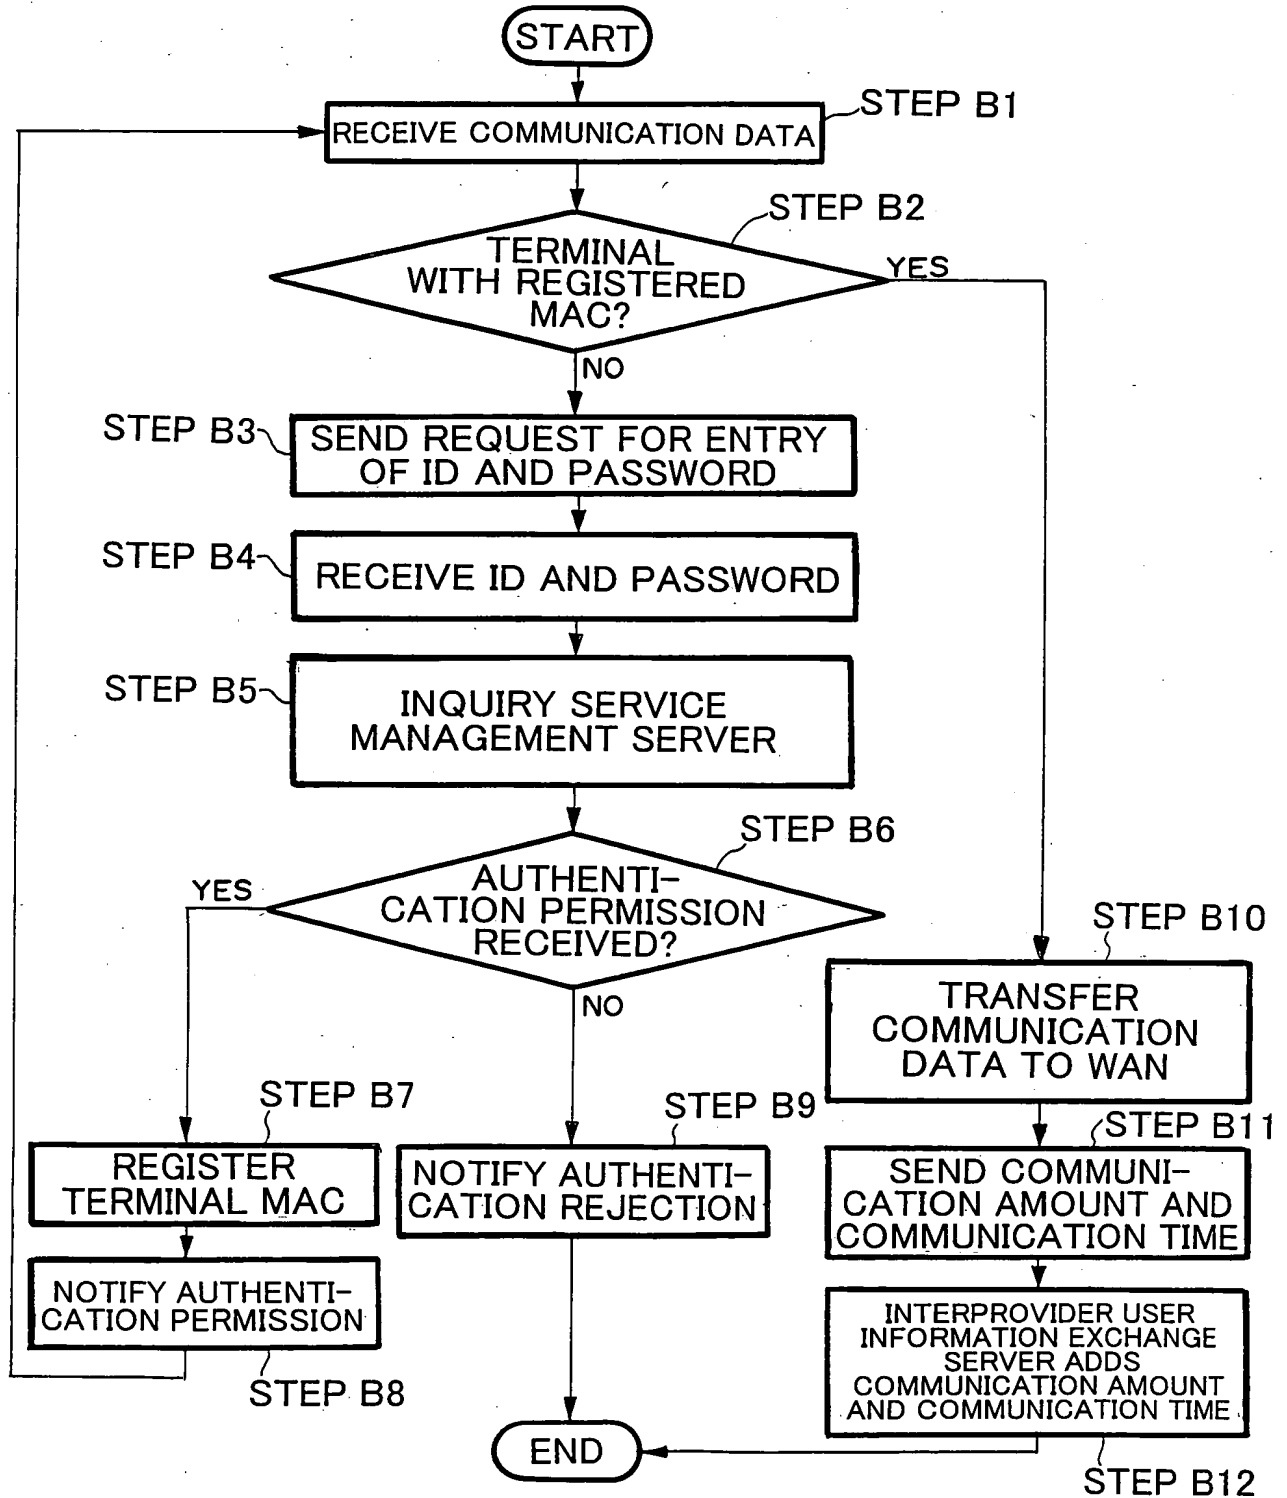 START
STEP B1
RECEIVE COMMUNICATION DATA
STEP B2
TERMINAL
WITH REGISTERED
MAC?
YES
NO
STEP B3
SEND REQUEST FOR ENTRY
OF ID AND PASSWORD
STEP B4
RECEIVE ID AND PASSWORD
STEP B5
INQUIRY SERVICE
MANAGEMENT SERVER
STEP B6
AUTHENTI-
CATION PERMISSION
RECEIVED?
YES
NO
STEP B7
REGISTER
TERMINAL MAC
NOTIFY AUTHENTI-
CATION PERMISSION
STEP B8
STEP B9
NOTIFY AUTHENTI-
CATION REJECTION
STEP B10
TRANSFER
COMMUNICATION
DATA TO WAN
STEP B11
SEND COMMUNI-
CATION AMOUNT AND
COMMUNICATION TIME
INTERPROVIDER USER
INFORMATION EXCHANGE
SERVER ADDS
COMMUNICATION AMOUNT
AND COMMUNICATION TIME
STEP B12
END